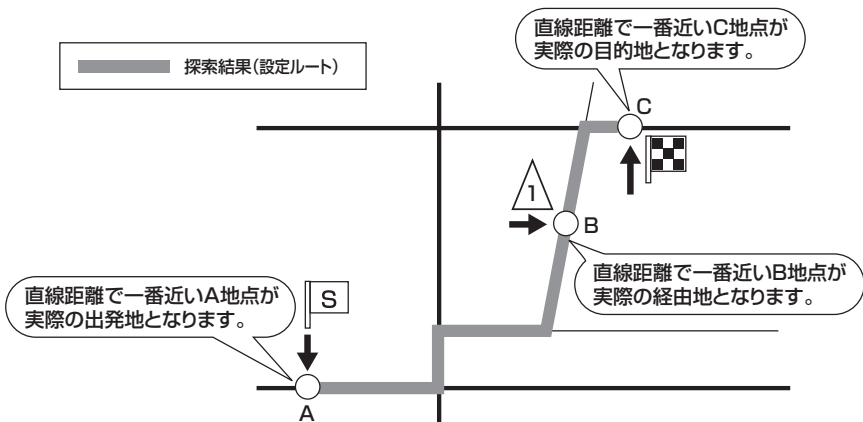 直線距離で一番近いC地点が
実際の目的地となります。
探索結果（設定ルート）
C
1
B
直線距離で一番近いB地点が
実際の経由地となります。
直線距離で一番近いA地点が
実際の出発地となります。
S
A